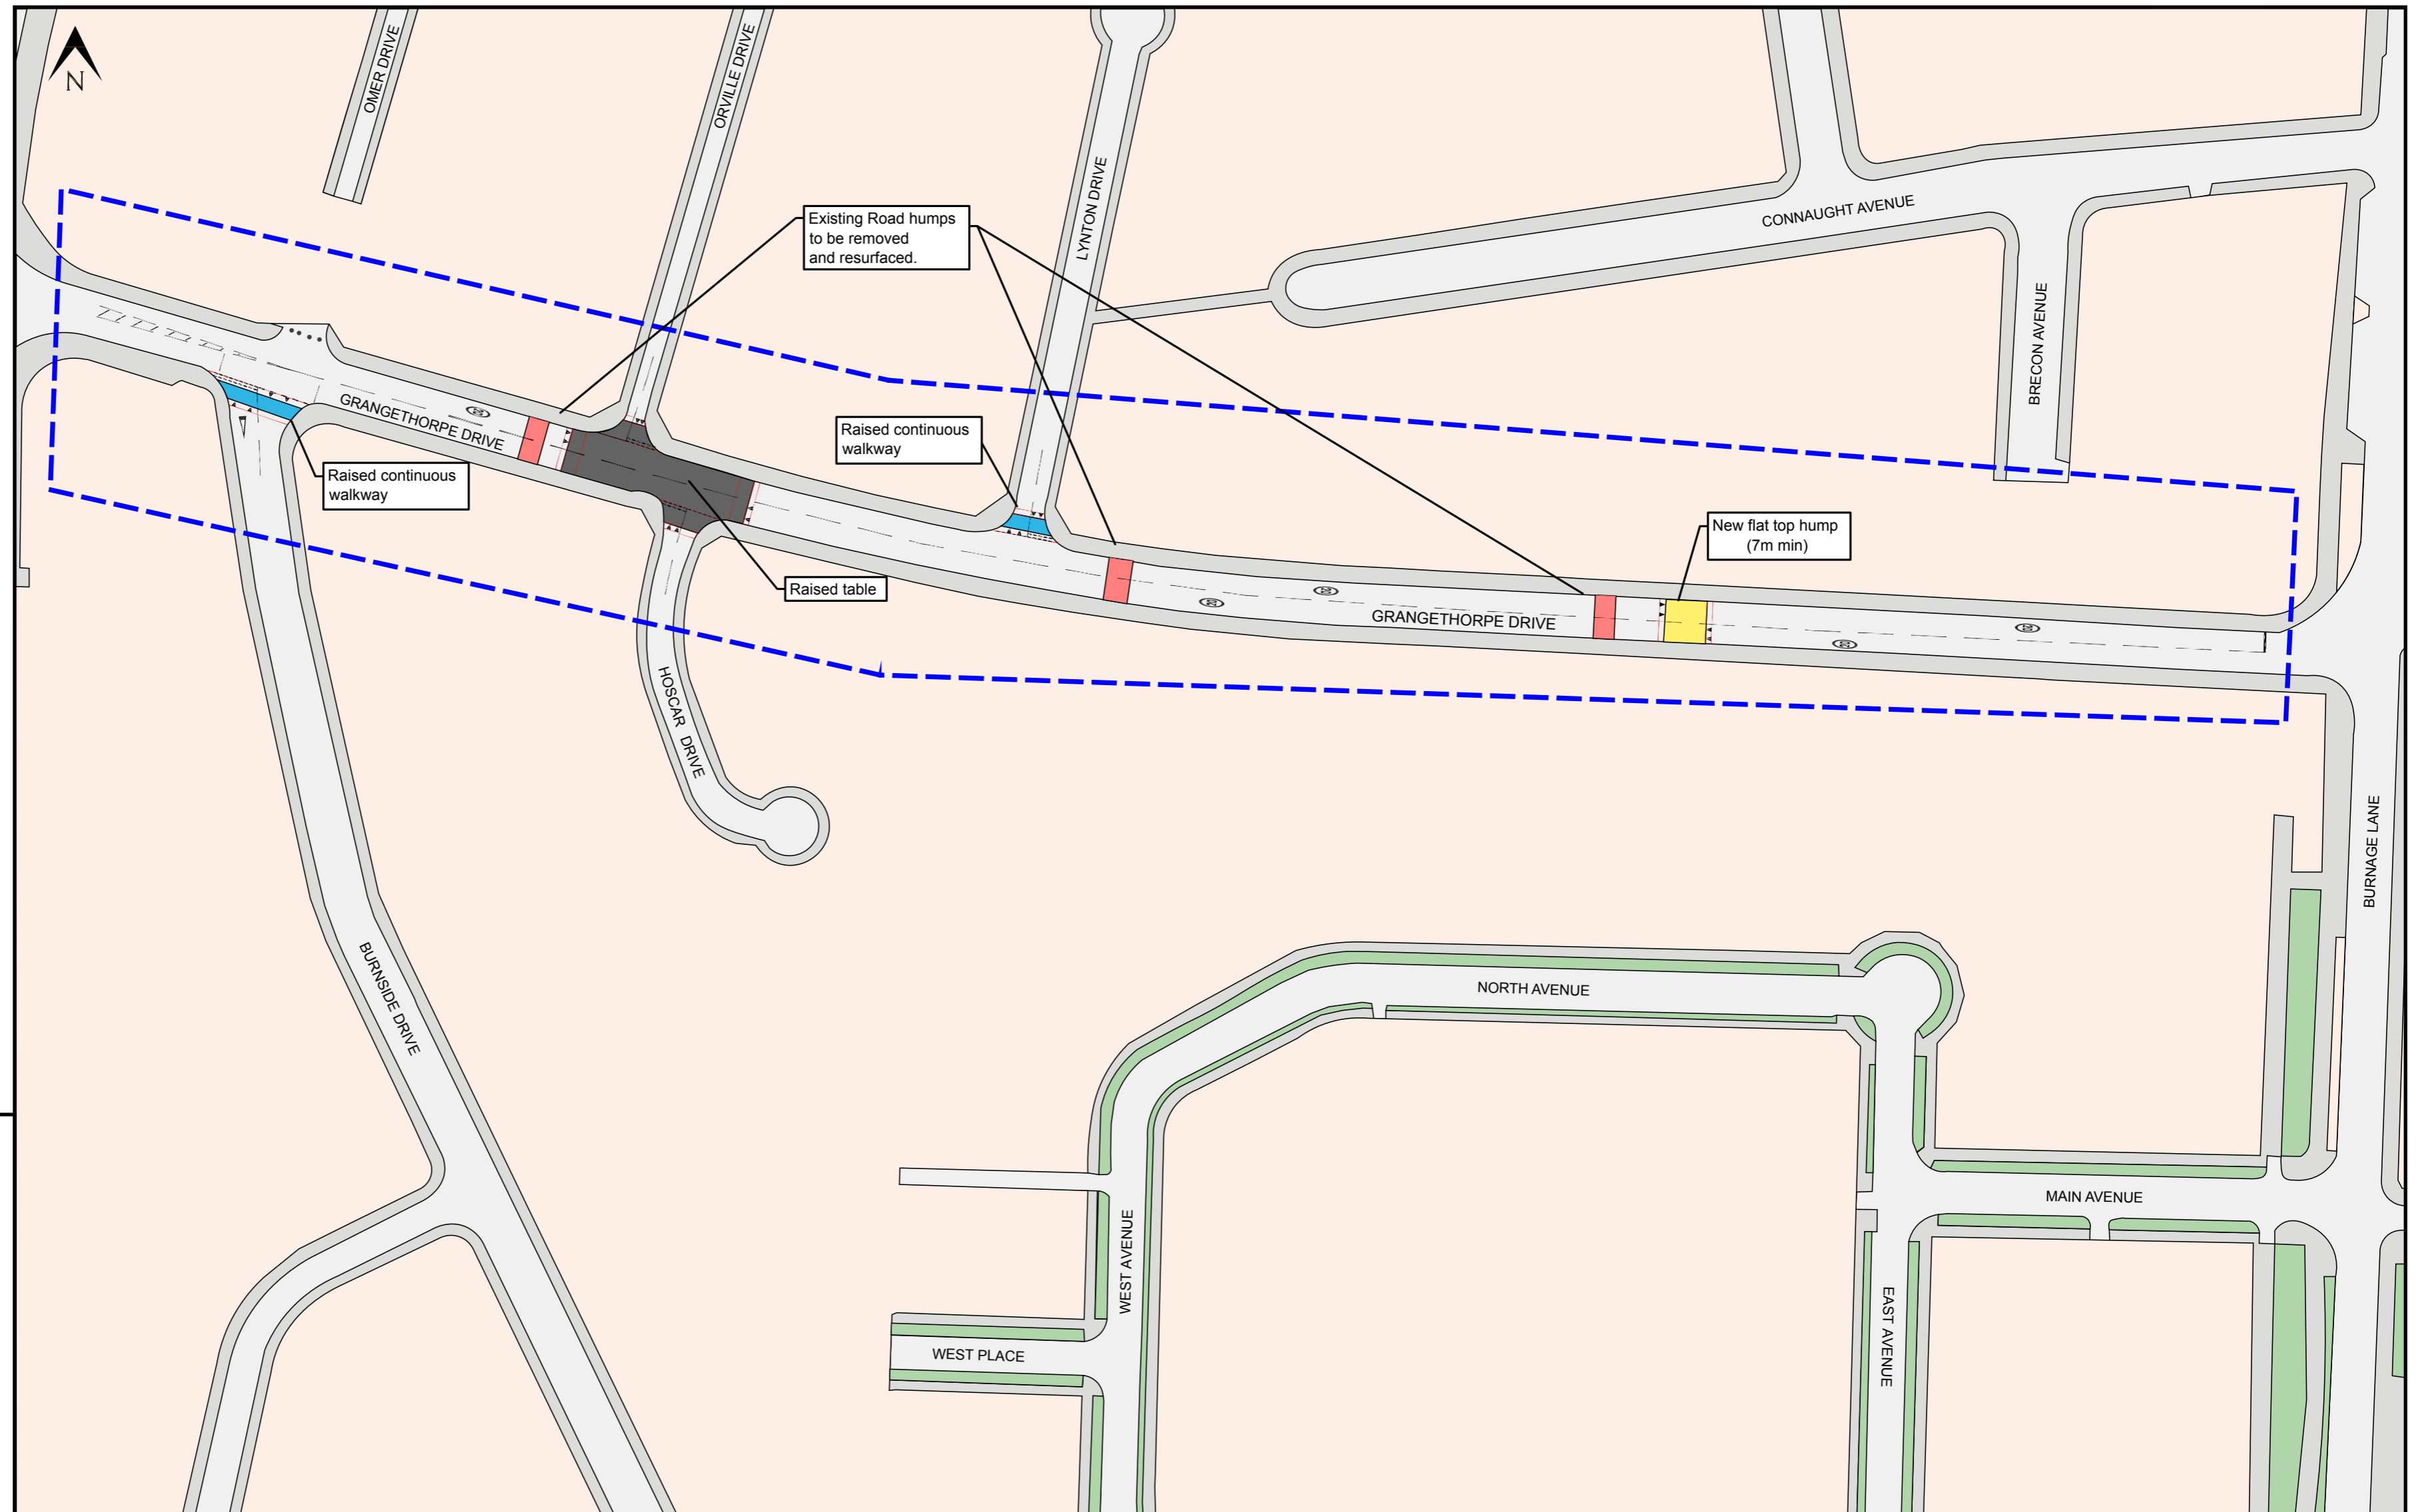 N
OMER DRIVE
ORVILLE DRIVE
LYNTON DRIVE
CONNAUGHT AVENUE
BRECON AVENUE
Existing Road humps
to be removed
and resurfaced.
GRANGETHORPE DRIVE
Raised continuous
walkway
Raised continuous
walkway
Raised table
New flat top hump
(7m min)
GRANGETHORPE DRIVE
HOSCAR DRIVE
BURNSIDE DRIVE
BURNAGE LANE
NORTH AVENUE
MAIN AVENUE
WEST AVENUE
EAST AVENUE
WEST PLACE